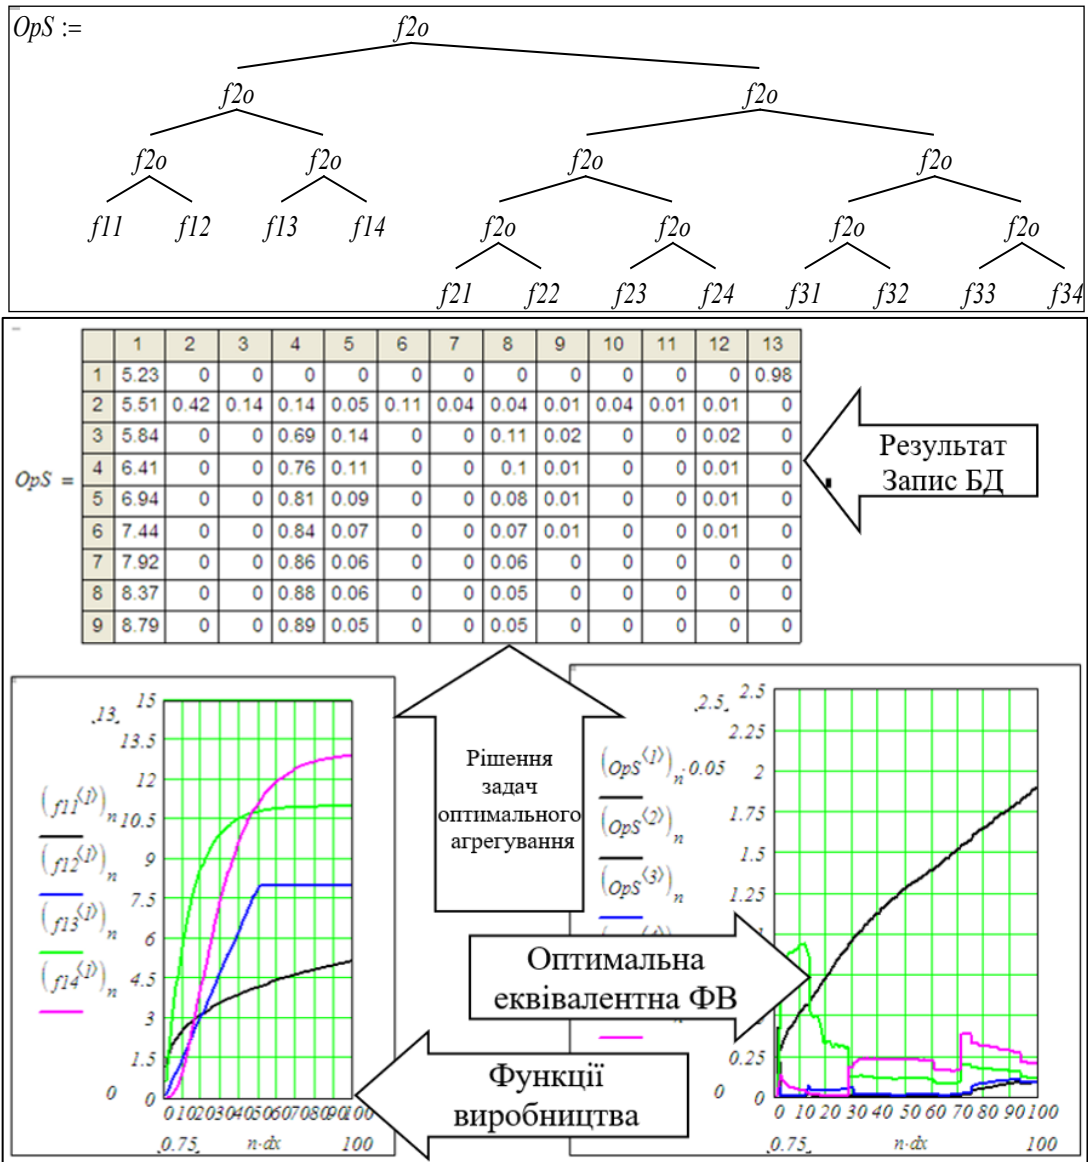 OpS := f2o
f2o f2o
f2o f2o f2o f2o
f11 f12 f13 f14 f2o f2o f2o f2o
f21 f22 f23 f24 f31 f32 f33 f34
1 2 3 4 5 6 7 8 9 10 11 12 13
1 5.23 0 0 0 0 0 0 0 0 0 0 0 0.98
2 5.51 0.42 0.14 0.14 0.05 0.11 0.04 0.04 0.01 0.04 0.01 0.01 0
3 5.84 0 0 0.69 0.14 0 0 0.11 0.02 0 0 0.02 0
4 6.41 0 0 0.76 0.11 0 0 0.1 0.01 0 0 0.01 0
5 6.94 0 0 0.81 0.09 0 0 0.08 0.01 0 0 0.01 0
6 7.44 0 0 0.84 0.07 0 0 0.07 0.01 0 0 0.01 0
7 7.92 0 0 0.86 0.06 0 0 0.06 0 0 0 0 0
8 8.37 0 0 0.88 0.06 0 0 0.05 0 0 0 0 0
9 8.79 0 0 0.89 0.05 0 0 0.05 0 0 0 0 0
OpS =
Результат
Запис БД
13
15
13.5
12
10.5
9
7.5
6
4.5
3
1.5
0
0
(f11<1>)n
(f12<1>)n
(f13<1>)n
(f14<1>)n
0 10 20 30 40 50 60 70 80 90 100
0.75 n·dx 100
Рішення
задач
оптимального
агрегування
2.5
2.5
2.25
2
1.75
1.5
1.25
0.25
0
0
(OpS<1>)n·0.05
(OpS<2>)n
(OpS<3>)n
0 10 20 30 40 50 60 70 80 90 100
0.75 n·dx 100
Оптимальна
еквівалентна ФВ
Функції
виробництва